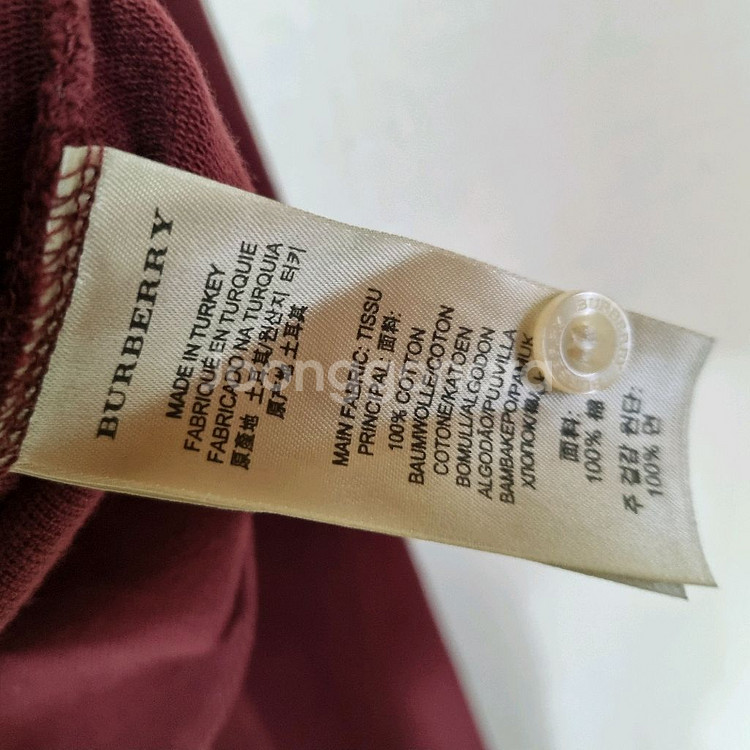 BURBERRY
MADE IN TURKEY
FABRIQUÉ EN TURQUIE
FABRICADO NA TURQUIA
原產地 土耳其/원산지 터키
原产地 土耳其
MAIN FABRIC: TISSU
PRINCIPAL: 面料:
100% COTTON
BAUMWOLLE/COTON
COTONE/KATOEN
BOMULL/ALGODON
ALGODÃO/PUUVILLA
BAMBAKEPO/PAMUK
ХЛОПОК/
面料:
100% 棉
주 겉감 원단:
100% 면
BURBERRY
Joonggonara